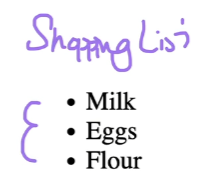 Shopping List
• Milk
• Eggs
• Flour